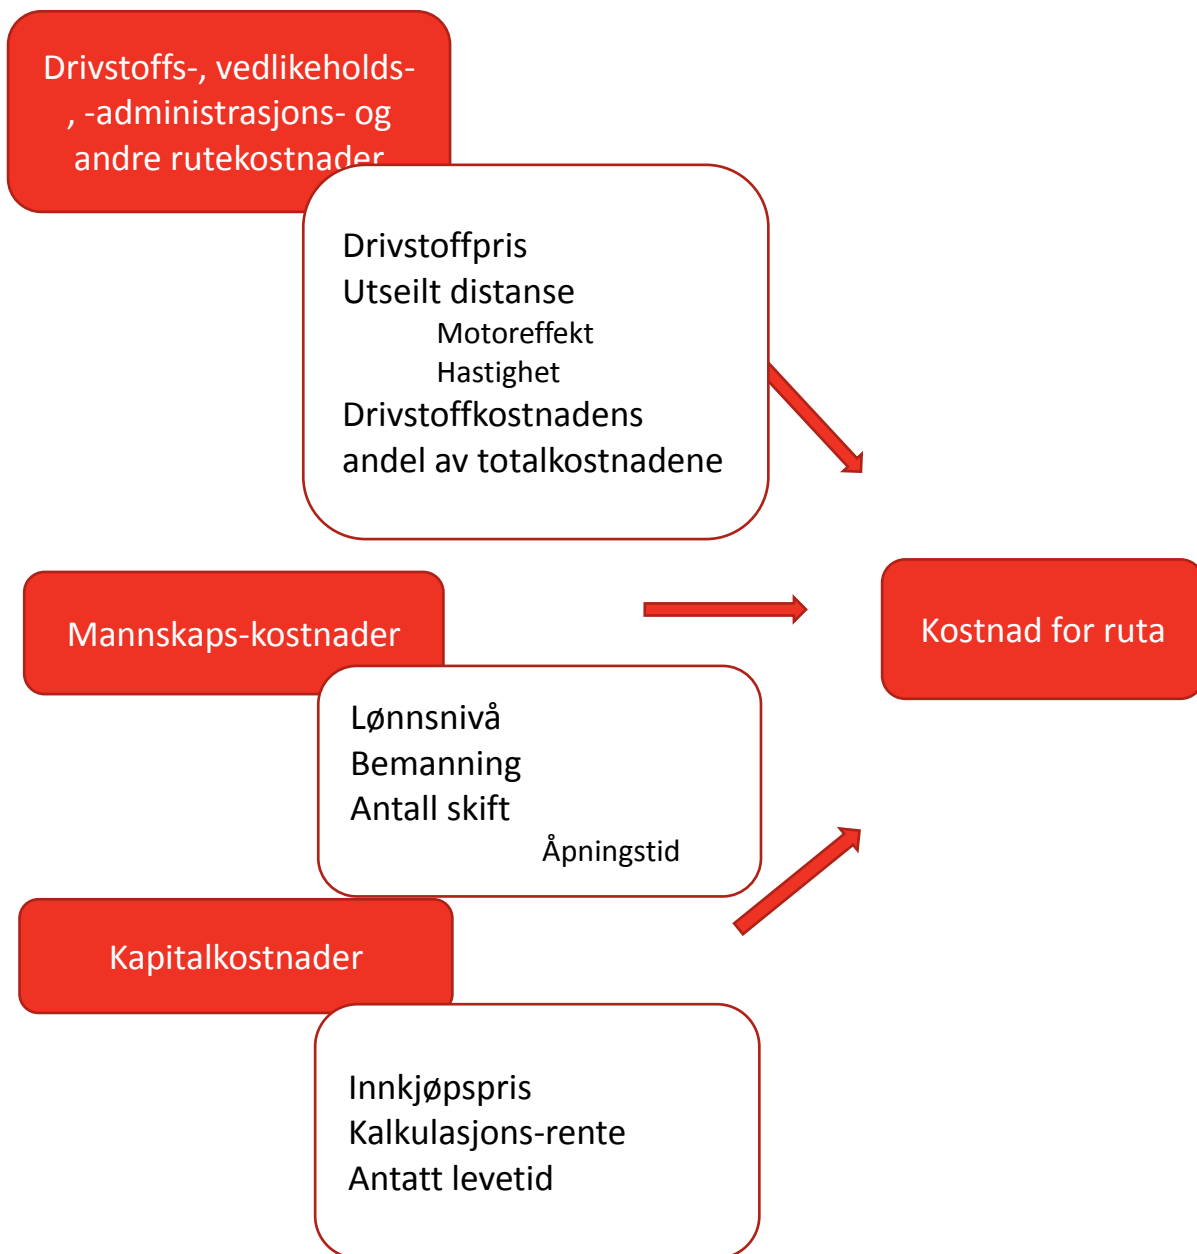 Drivstoffs-, vedlikeholds-
, -administrasjons- og
andre rutekostnader
Drivstoffpris
Utseilt distanse
Motoreffekt
Hastighet
Drivstoffkostnadens
andel av totalkostnadene
Mannskaps-kostnader
Lønnsnivå
Bemanning
Antall skift
Åpningstid
Kapitalkostnader
Innkjøpspris
Kalkulasjons-rente
Antatt levetid
Kostnad for ruta